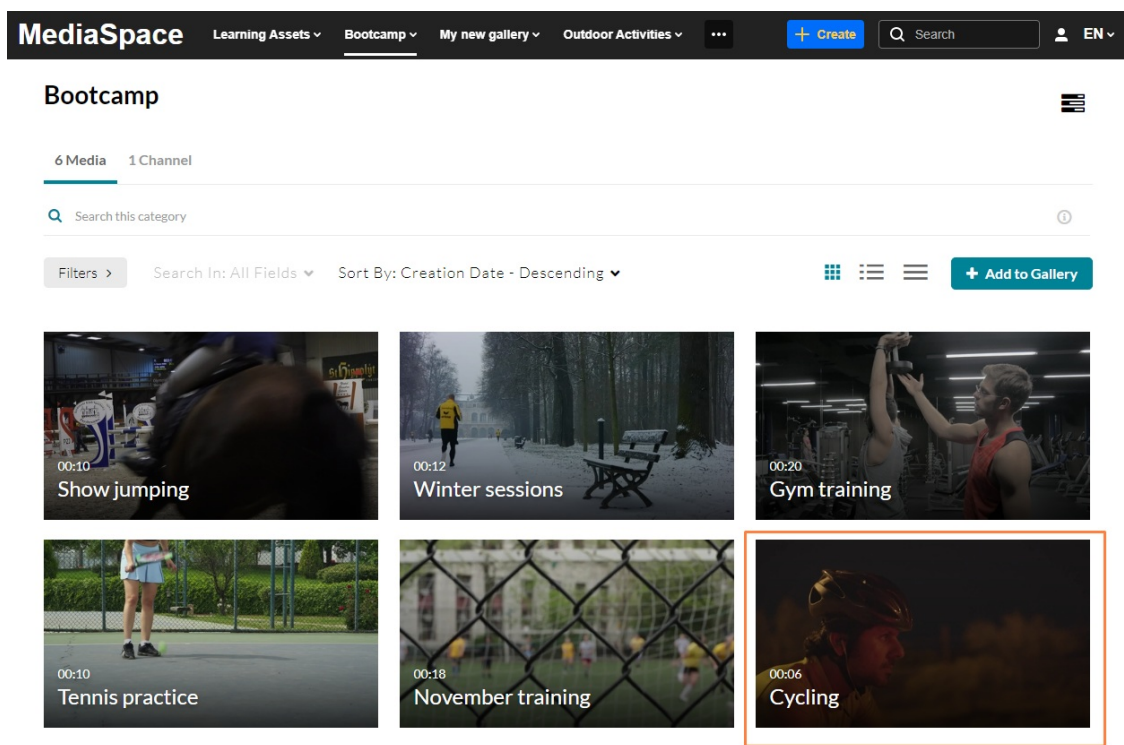 MediaSpace Learning Assets Bootcamp My new gallery Outdoor Activities ••• + Create Search EN
Bootcamp
6 Media 1 Channel
Search this category
Filters > Search In: All Fields Sort By: Creation Date - Descending + Add to Gallery
St. Hippolyt
00:10
Show jumping
00:12
Winter sessions
00:20
Gym training
00:10
Tennis practice
00:18
November training
00:06
Cycling